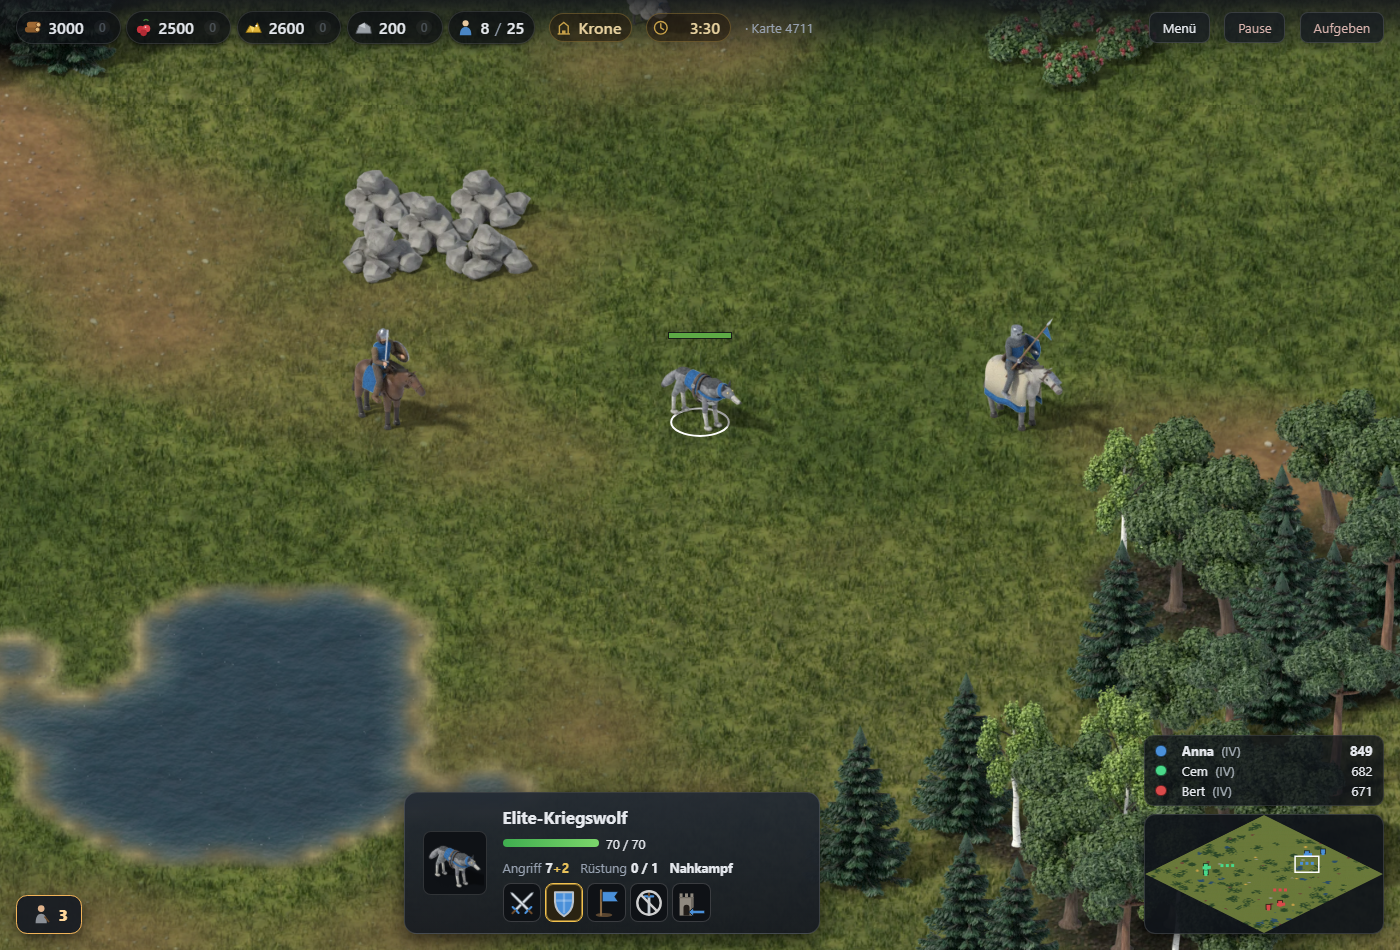 3000 0 2500 0 2600 0 200 0 8 / 25 Krone 3:30 · Karte 4711 Menü Pause Aufgeben
Anna (IV) 849
Cem (IV) 682
Bert (IV) 671
Elite-Kriegswolf
70 / 70
Angriff 7+2 Rüstung 0 / 1 Nahkampf
3